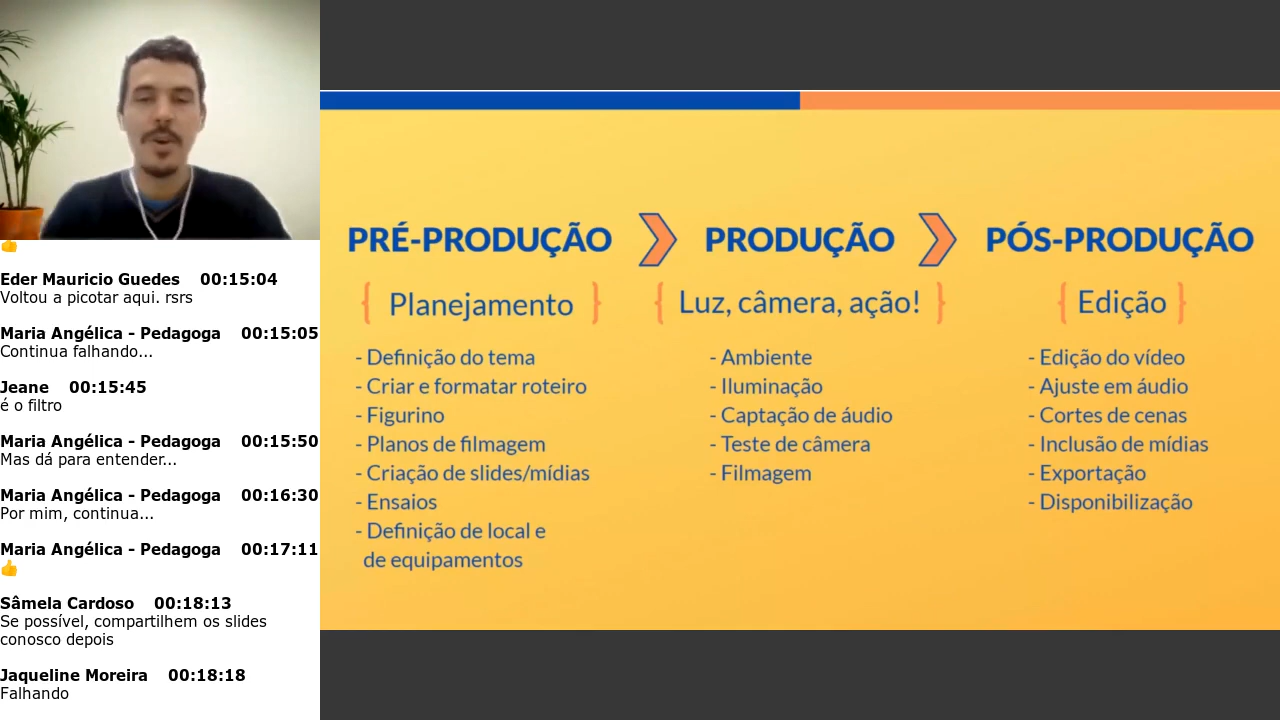 👍
Eder Mauricio Guedes 00:15:04
Voltou a picotar aqui. rsrs
Maria Angélica - Pedagoga 00:15:05
Continua falhando...
Jeane 00:15:45
é o filtro
Maria Angélica - Pedagoga 00:15:50
Mas dá para entender...
Maria Angélica - Pedagoga 00:16:30
Por mim, continua...
Maria Angélica - Pedagoga 00:17:11
👍
Sâmela Cardoso 00:18:13
Se possível, compartilhem os slides
conosco depois
Jaqueline Moreira 00:18:18
Falhando
PRÉ-PRODUÇÃO
{ Planejamento }
- Definição do tema
- Criar e formatar roteiro
- Figurino
- Planos de filmagem
- Criação de slides/mídias
- Ensaios
- Definição de local e
de equipamentos
PRODUÇÃO
{ Luz, câmera, ação! }
- Ambiente
- Iluminação
- Captação de áudio
- Teste de câmera
- Filmagem
PÓS-PRODUÇÃO
{ Edição }
- Edição do vídeo
- Ajuste em áudio
- Cortes de cenas
- Inclusão de mídias
- Exportação
- Disponibilização